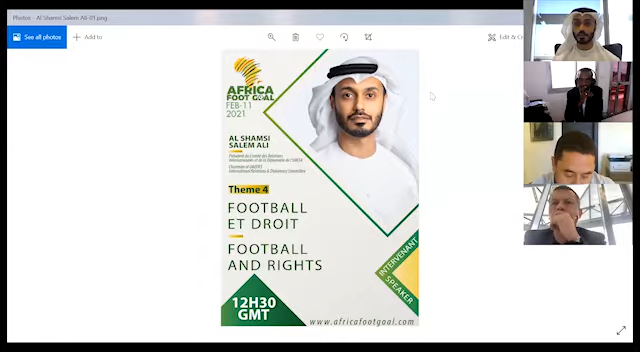 Photos - Al Shamsi Salem Ali-01.png
See all photos
Add to
Edit & Cr
AFRICA
FOOT GOAL
FEB-11
2021
AL SHAMSI
SALEM ALI
Theme 4
FOOTBALL
ET DROIT
FOOTBALL
AND RIGHTS
INTERVENANT
SPEAKER
12H30
GMT
www.africafootgoal.com